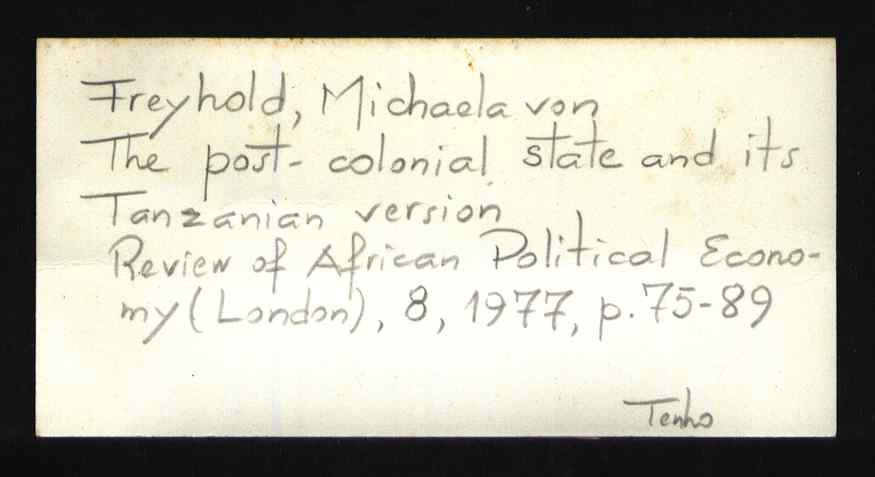 Freyhold, Michaela von
The post-colonial state and its
Tanzanian version
Review of African Political Econo-
my (London), 8, 1977, p. 75-89
Tenho